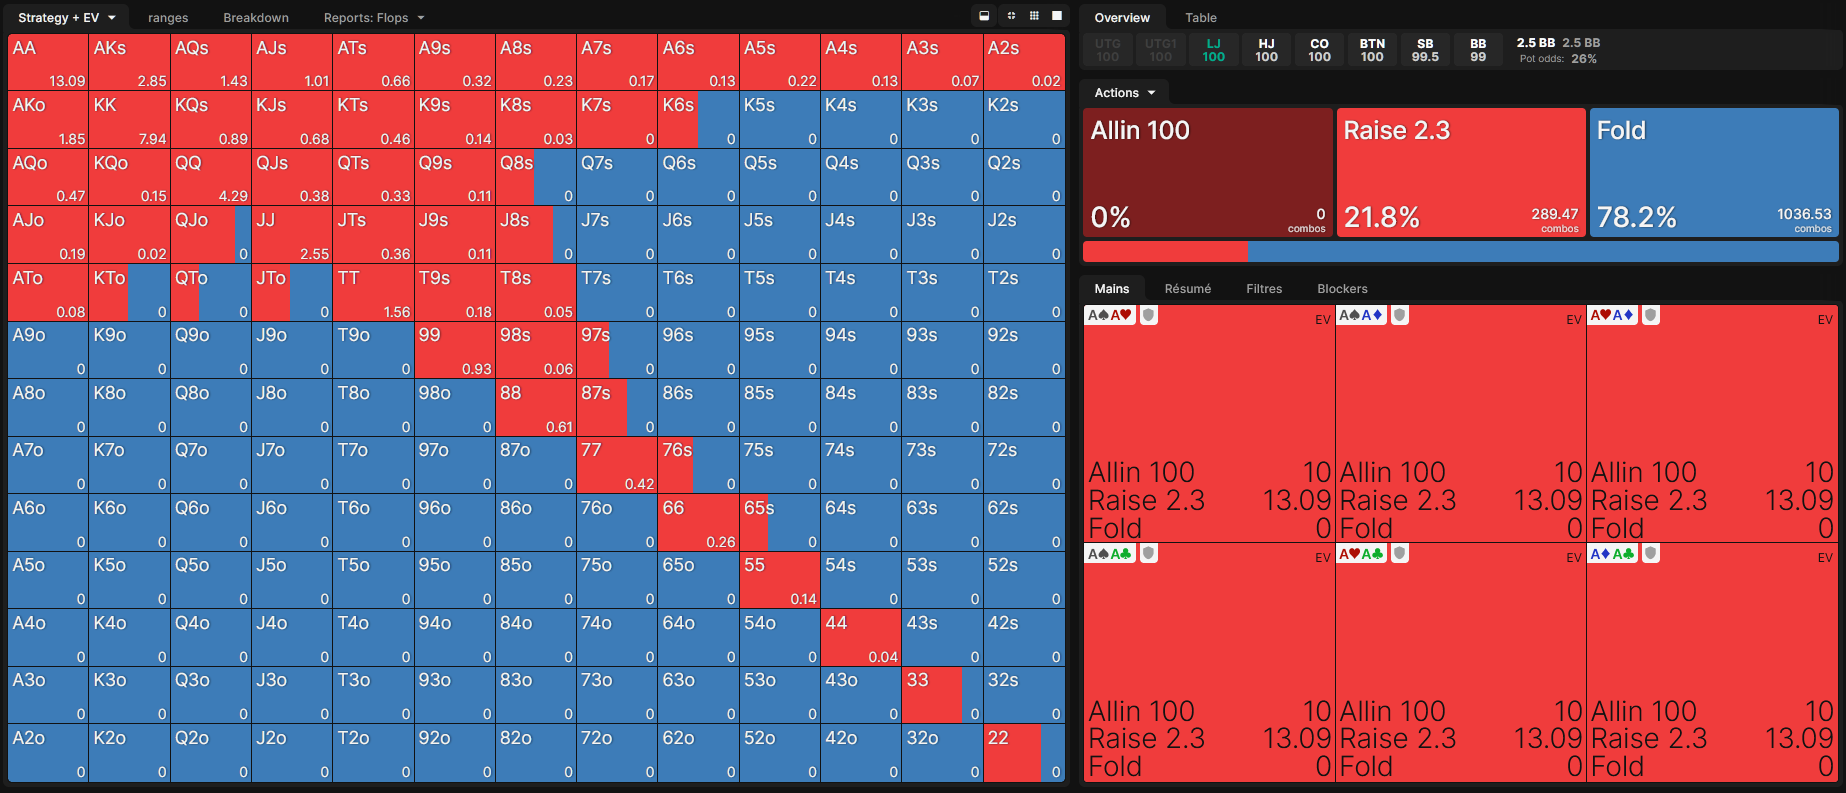 Strategy + EV ranges Breakdown Reports: Flops
AA AKs AQs AJs ATs A9s A8s A7s A6s A5s A4s A3s A2s
13.09 2.85 1.43 1.01 0.66 0.32 0.23 0.17 0.13 0.22 0.13 0.07 0.02
AKo KK KQs KJs KTs K9s K8s K7s K6s K5s K4s K3s K2s
1.85 7.94 0.89 0.68 0.46 0.14 0.03 0 0 0 0 0 0
AQo KQo QQ QJs QTs Q9s Q8s Q7s Q6s Q5s Q4s Q3s Q2s
0.47 0.15 4.29 0.38 0.33 0.11 0 0 0 0 0 0 0
AJo KJo QJo JJ JTs J9s J8s J7s J6s J5s J4s J3s J2s
0.19 0.02 0 2.55 0.36 0.11 0 0 0 0 0 0 0
ATo KTo QTo JTo TT T9s T8s T7s T6s T5s T4s T3s T2s
0.08 0 0 0 1.56 0.18 0.05 0 0 0 0 0 0
A9o K9o Q9o J9o T9o 99 98s 97s 96s 95s 94s 93s 92s
0 0 0 0 0 0.93 0.06 0 0 0 0 0 0
A8o K8o Q8o J8o T8o 98o 88 87s 86s 85s 84s 83s 82s
0 0 0 0 0 0 0.61 0 0 0 0 0 0
A7o K7o Q7o J7o T7o 97o 87o 77 76s 75s 74s 73s 72s
0 0 0 0 0 0 0 0.42 0 0 0 0 0
A6o K6o Q6o J6o T6o 96o 86o 76o 66 65s 64s 63s 62s
0 0 0 0 0 0 0 0 0.26 0 0 0 0
A5o K5o Q5o J5o T5o 95o 85o 75o 65o 55 54s 53s 52s
0 0 0 0 0 0 0 0 0 0.14 0 0 0
A4o K4o Q4o J4o T4o 94o 84o 74o 64o 54o 44 43s 42s
0 0 0 0 0 0 0 0 0 0 0.04 0 0
A3o K3o Q3o J3o T3o 93o 83o 73o 63o 53o 43o 33 32s
0 0 0 0 0 0 0 0 0 0 0 0 0
A2o K2o Q2o J2o T2o 92o 82o 72o 62o 52o 42o 32o 22
0 0 0 0 0 0 0 0 0 0 0 0 0
Overview Table
UTG UTG1 LJ HJ CO BTN SB BB 2.5 BB 2.5 BB
100 100 100 100 100 100 99.5 99 Pot odds: 26%
Actions
Allin 100 Raise 2.3 Fold
0% 0 combos 21.8% 289.47 combos 78.2% 1036.53 combos
Mains Résumé Filtres Blockers
A♠A♥ EV A♠A♦ EV A♥A♦ EV
Allin 100 10 Allin 100 10 Allin 100 10
Raise 2.3 13.09 Raise 2.3 13.09 Raise 2.3 13.09
Fold 0 Fold 0 Fold 0
A♠A♣ EV A♥A♣ EV A♦A♣ EV
Allin 100 10 Allin 100 10 Allin 100 10
Raise 2.3 13.09 Raise 2.3 13.09 Raise 2.3 13.09
Fold 0 Fold 0 Fold 0